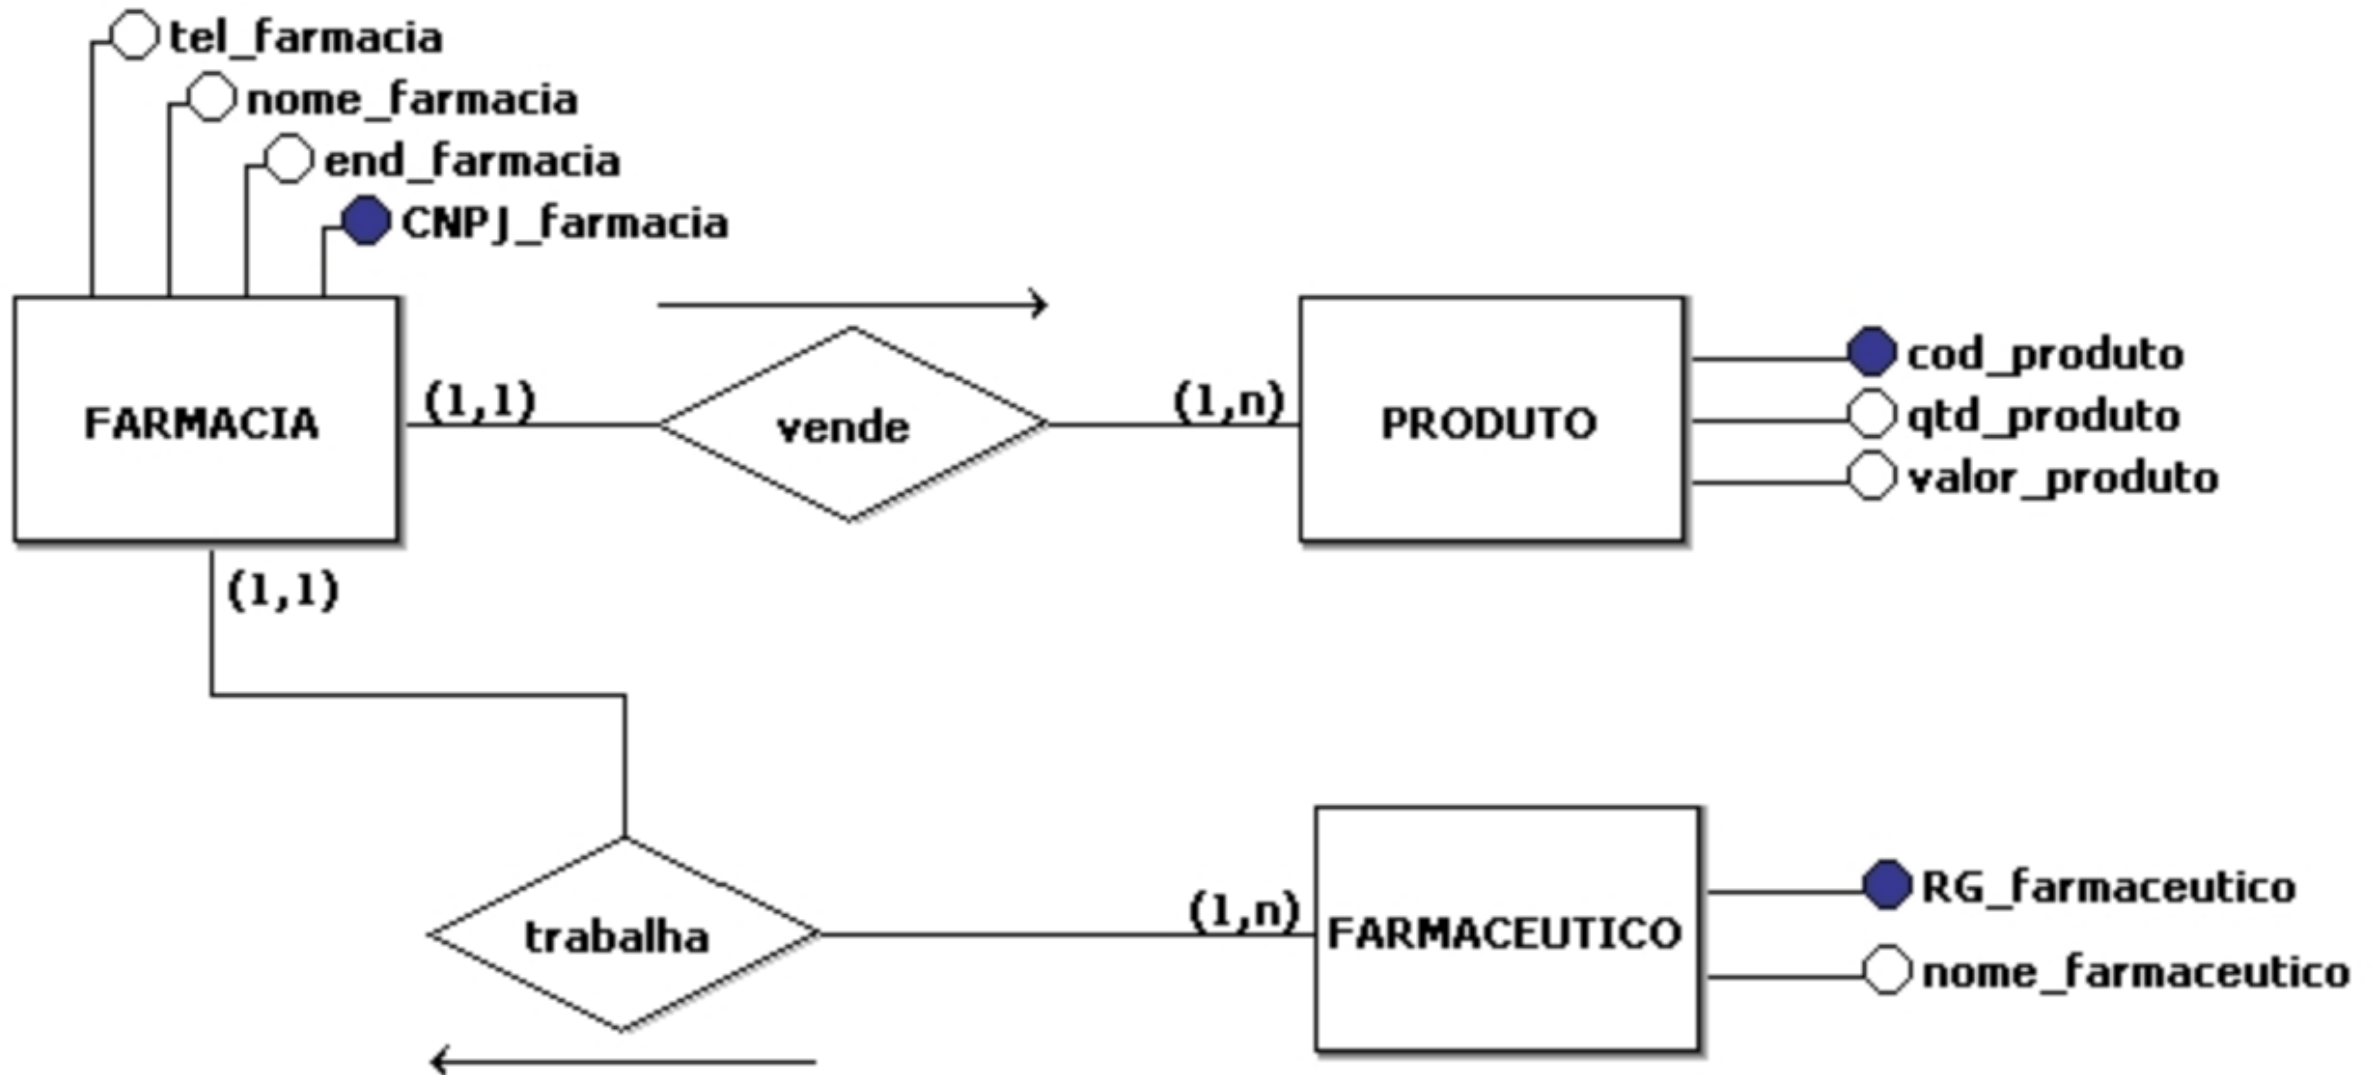 tel_farmacia
nome_farmacia
end_farmacia
CNPJ_farmacia
FARMACIA
(1,1)
vende
(1,n)
PRODUTO
cod_produto
qtd_produto
valor_produto
(1,1)
trabalha
(1,n)
FARMACEUTICO
RG_farmaceutico
nome_farmaceutico